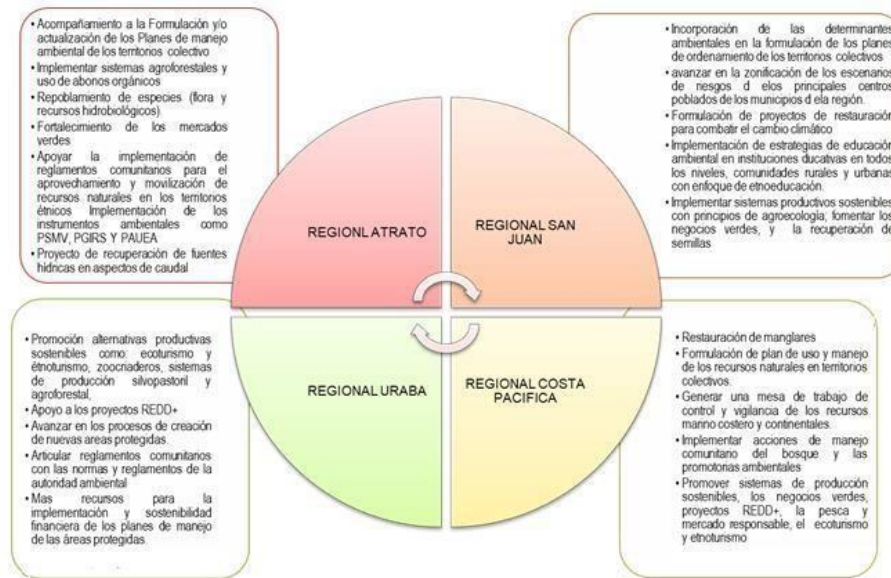 • Acompañamiento a la Formulación y/o
actualización de los Planes de manejo
ambiental de los territorios colectivo
• Implementar sistemas agroforestales y
uso de abonos orgánicos
• Repoblamiento de especies (flora y
recursos hidrobiológicos).
• Fortalecimiento de los mercados
verdes
• Apoyar la implementación de
reglamentos comunitarios para el
aprovechamiento y movilización de
recursos naturales en los territorios
étnicos Implementación de los
instrumentos ambientales como
PSMV, PGIRS Y PAUEA
• Proyecto de recuperación de fuentes
hídricas en aspectos de caudal
• Incorporación de las determinantes
ambientales en la formulación de los planes
de ordenamiento de los territorios colectivos
• avanzar en la zonificación de los escenarios
de riesgos d elos principales centros
poblados de los municipios d ela región.
• Formulación de proyectos de restauración
para combatir el cambio climático
• Implementación de estrategias de educación
ambiental en instituciones ducativas en todos
los niveles, comunidades rurales y urbanas
con enfoque de etnoeducación.
• Implementar sistemas productivos sostenibles
con principios de agroecología; fomentar los
negocios verdes, y la recuperación de
semillas
REGIONL ATRATO
REGIONAL SAN
JUAN
REGIONAL URABA
REGIONAL COSTA
PACIFICA
• Promoción alternativas productivas
sostenibles como: ecoturismo y
étnoturismo, zoocriaderos, sistemas
de producción silvopastoril y
agroforestal,
• Apoyo a los proyectos REDD+
• Avanzar en los procesos de creación
de nuevas areas protegidas.
• Articular reglamentos comunitarios
con las normas y reglamentos de la
autoridad ambiental
• Mas recursos para la
implementación y sostenibilidad
financiera de los planes de manejo
de las áreas protegidas.
• Restauración de manglares
• Formulación de plan de uso y manejo
de los recursos naturales en territorios
colectivos.
• Generar una mesa de trabajo de
control y vigilancia de los recursos
marino costero y continentales.
• Implementar acciones de manejo
comunitario del bosque y las
promotorias ambientales
• Promover sistemas de producción
sostenibles, los negocios verdes,
proyectos REDD+, la pesca y
mercado responsable, el ecoturismo
y etnoturismo